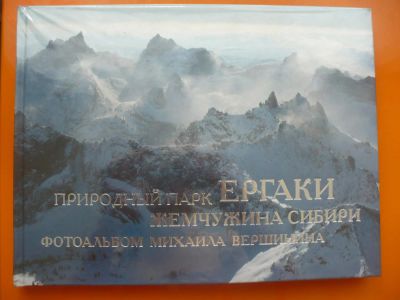 ПРИРОДНЫЙ ПАРК ЕРГАКИ
ЖЕМЧУЖИНА СИБИРИ
ФОТОАЛЬБОМ МИХАИЛА ВЕРШИНИНА